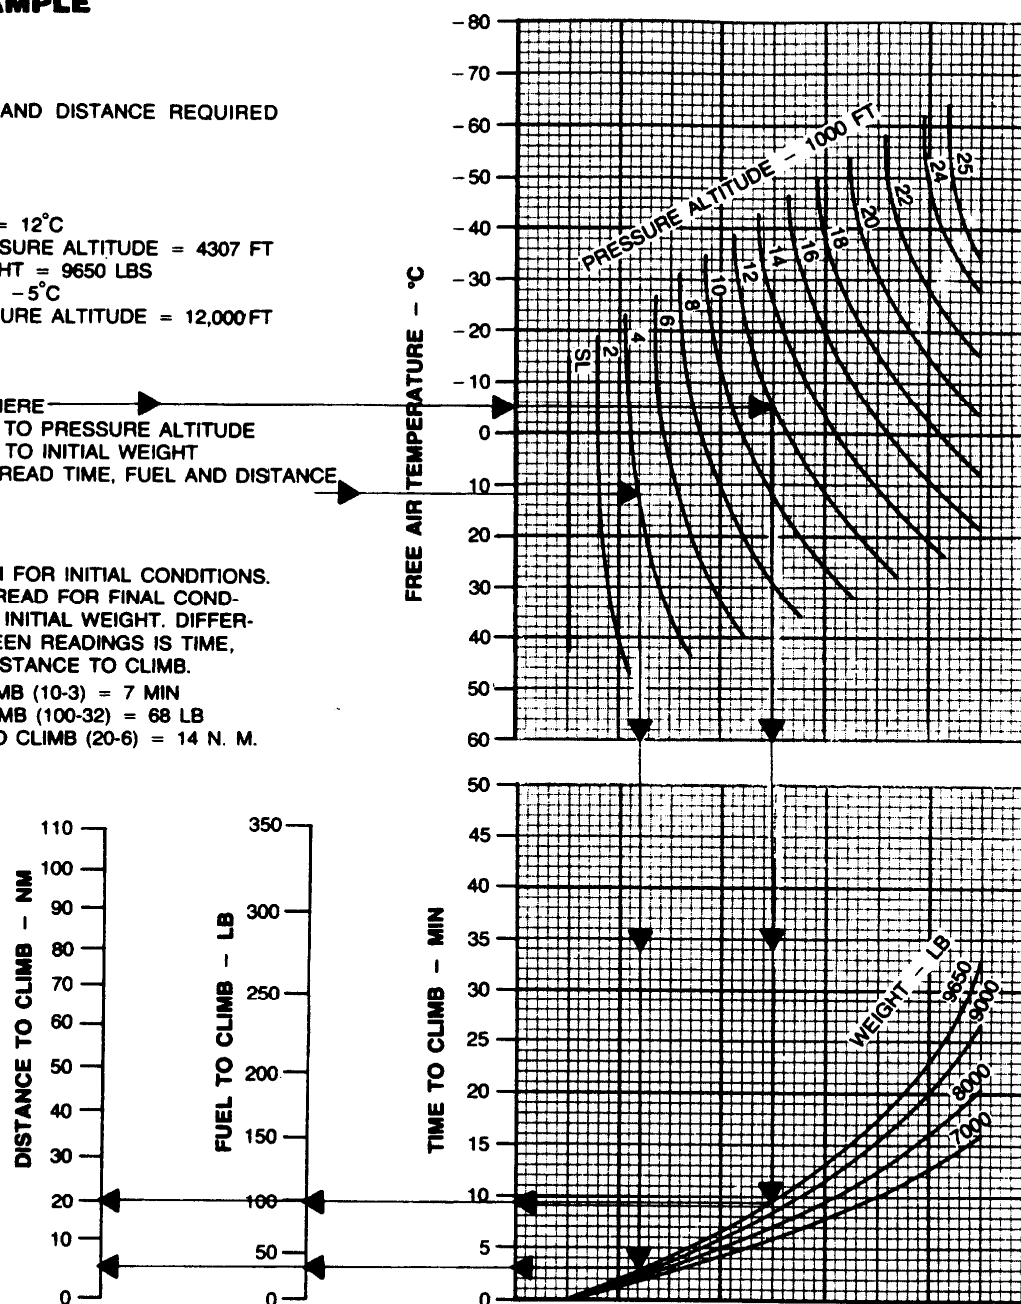 AMPLE
AND DISTANCE REQUIRED
= 12°C
SSURE ALTITUDE = 4307 FT
HT = 9650 LBS
-5°C
URE ALTITUDE = 12,000 FT
HERE
TO PRESSURE ALTITUDE
TO INITIAL WEIGHT
READ TIME, FUEL AND DISTANCE
FOR INITIAL CONDITIONS.
READ FOR FINAL COND-
INITIAL WEIGHT. DIFFER-
EEN READINGS IS TIME,
ISTANCE TO CLIMB.
MB (10-3) = 7 MIN
MB (100-32) = 68 LB
O CLIMB (20-6) = 14 N. M.
FREE AIR TEMPERATURE - °C
-80
-70
-60
-50
-40
-30
-20
-10
0
10
20
30
40
50
60
PRESSURE ALTITUDE - 1000 FT
SL
2
4
6
8
10
12
14
16
18
20
22
24
25
DISTANCE TO CLIMB - NM
110
100
90
80
70
60
50
40
30
20
10
0
FUEL TO CLIMB - LB
350
300
250
200
150
100
50
0
TIME TO CLIMB - MIN
50
45
40
35
30
25
20
15
10
5
0
WEIGHT - LB
9650
9000
8000
7000